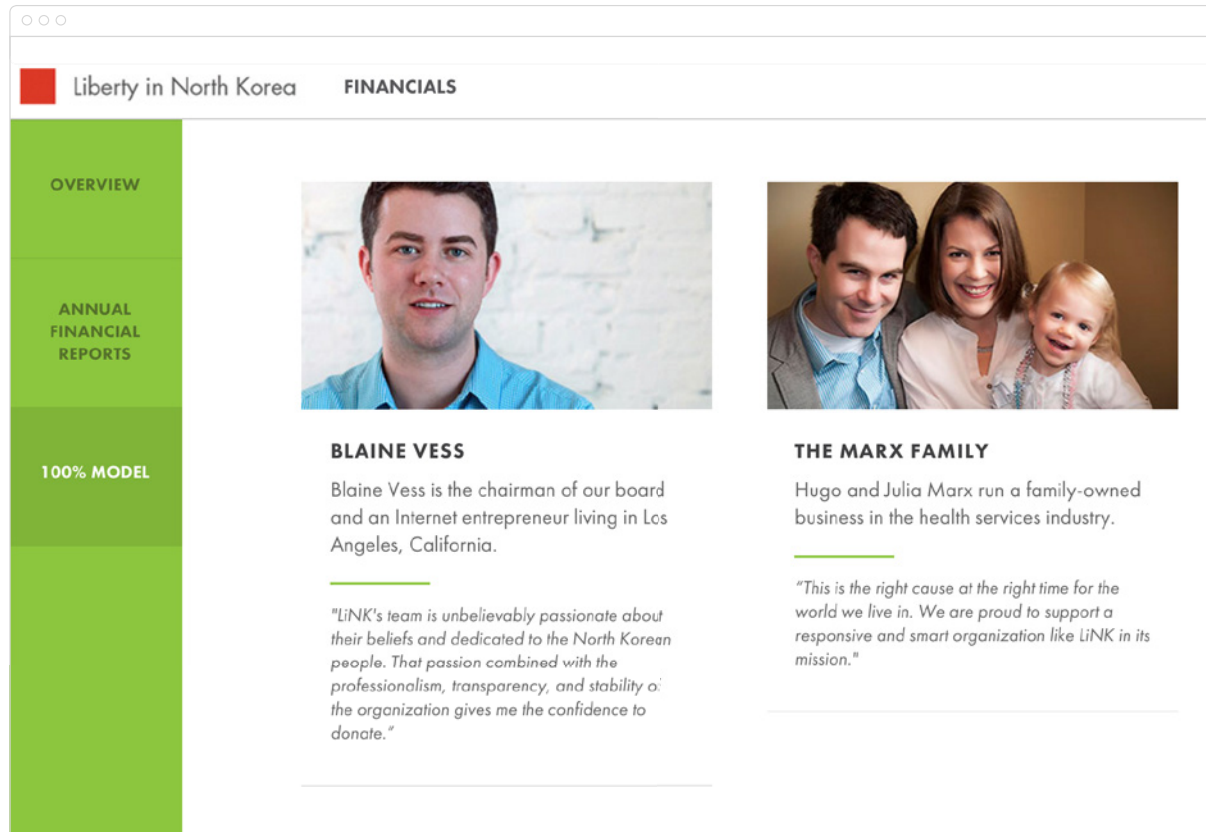 Liberty in North Korea
FINANCIALS
OVERVIEW
ANNUAL
FINANCIAL
REPORTS
100% MODEL
BLAINE VESS
Blaine Vess is the chairman of our board
and an Internet entrepreneur living in Los
Angeles, California.
"LiNK's team is unbelievably passionate about
their beliefs and dedicated to the North Korean
people. That passion combined with the
professionalism, transparency, and stability of
the organization gives me the confidence to
donate.”
THE MARX FAMILY
Hugo and Julia Marx run a family-owned
business in the health services industry.
“This is the right cause at the right time for the
world we live in. We are proud to support a
responsive and smart organization like LiNK in its
mission."